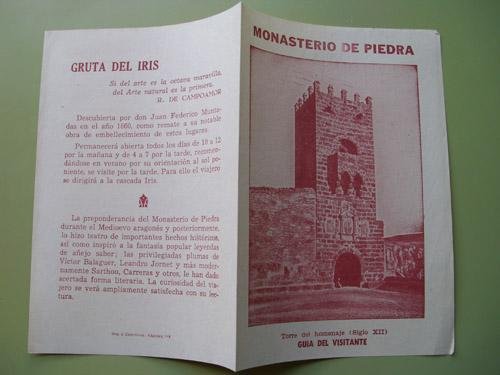 GRUTA DEL IRIS
Si del arte es la octava maravilla,
del Arte natural es la primera.
R. DE CAMPOAMOR
Descubierta por don Juan Federico Munta-
das en el año 1860, como remate a su notable
obra de embellecimiento de estos lugares.
Permanecerá abierta todos los días de 10 a 12
por la mañana y de 4 a 7 por la tarde, recomen-
dándose en verano por su orientación al sol po-
niente, se visite por la tarde. Para ello el viajero
se dirigirá a la cascada Iris.
La preponderancia del Monasterio de Piedra
durante el Medioevo aragonés y posteriormente,
lo hizo teatro de importantes hechos históricos,
así como inspiró a la fantasía popular leyendas
de añejo sabor; las privilegiadas plumas de
Víctor Balaguer, Leandro Jornet y más moder-
namente Sarthou, Carreras y otros, le han dado
acertada forma literaria. La curiosidad del via-
jero se verá ampliamente satisfecha con su lec-
tura.
MONASTERIO DE PIEDRA
Torre del homenaje (Siglo XII)
GUIA DEL VISITANTE